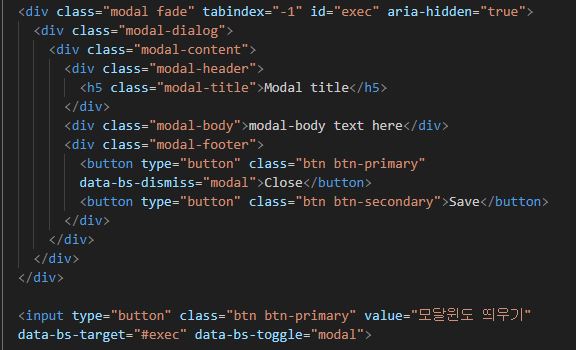 <div class="modal fade" tabindex="-1" id="exec" aria-hidden="true">
<div class="modal-dialog">
<div class="modal-content">
<div class="modal-header">
<h5 class="modal-title">Modal title</h5>
</div>
<div class="modal-body">modal-body text here</div>
<div class="modal-footer">
<button type="button" class="btn btn-primary"
data-bs-dismiss="modal">Close</button>
<button type="button" class="btn btn-secondary">Save</button>
</div>
</div>
</div>
</div>
<input type="button" class="btn btn-primary" value="모달윈도 띄우기"
data-bs-target="#exec" data-bs-toggle="modal">